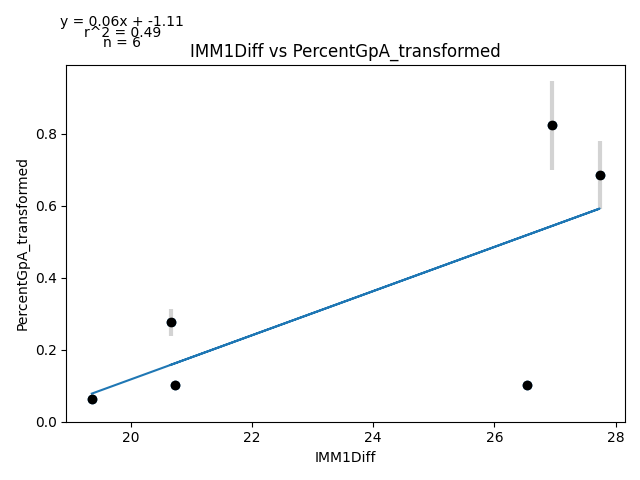 y = 0.06x + -1.11
r^2 = 0.49
n = 6
IMM1Diff vs PercentGpA_transformed
PercentGpA_transformed
0.8
0.6
0.4
0.2
0.0
20
22
24
26
28
IMM1Diff